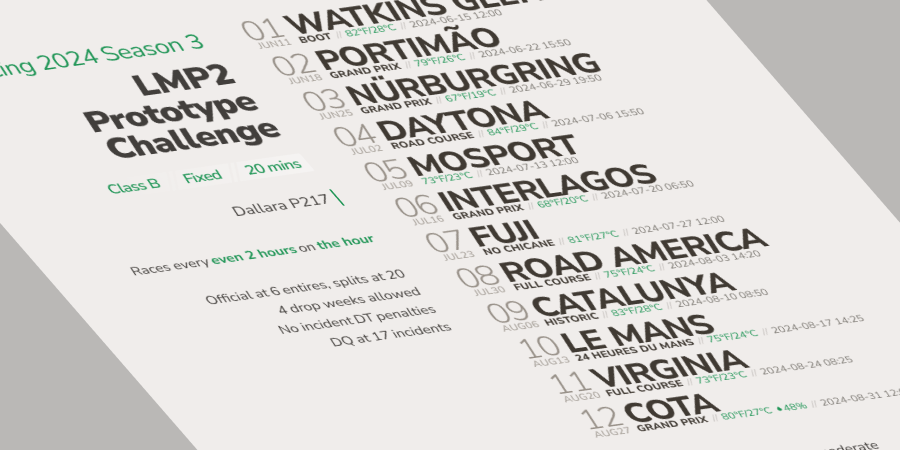 ing 2024 Season 3
LMP2
Prototype
Challenge
Class B Fixed 20 mins
Dallara P217
Races every even 2 hours on the hour
Official at 6 entires, splits at 20
4 drop weeks allowed
No incident DT penalties
DQ at 17 incidents
01 WATKINS GLEN
JUN11 BOOT // 82°F/28°C // 2024-06-15 12:00
02 PORTIMÃO
JUN18 GRAND PRIX // 79°F/26°C // 2024-06-22 15:50
03 NÜRBURGRING
JUN25 GRAND PRIX // 67°F/19°C // 2024-06-29 19:50
04 DAYTONA
JUL02 ROAD COURSE // 84°F/29°C // 2024-07-06 15:50
05 MOSPORT
JUL09 73°F/23°C // 2024-07-13 12:00
06 INTERLAGOS
JUL16 GRAND PRIX // 68°F/20°C // 2024-07-20 06:50
07 FUJI
JUL23 NO CHICANE // 81°F/27°C // 2024-07-27 12:00
08 ROAD AMERICA
JUL30 FULL COURSE // 75°F/24°C // 2024-08-03 14:20
09 CATALUNYA
AUG06 HISTORIC // 83°F/28°C // 2024-08-10 08:50
10 LE MANS
AUG13 24 HEURES DU MANS // 75°F/24°C // 2024-08-17 14:25
11 VIRGINIA
AUG20 FULL COURSE // 73°F/23°C // 2024-08-24 08:25
12 COTA
AUG27 GRAND PRIX // 80°F/27°C 48% // 2024-08-31 12: